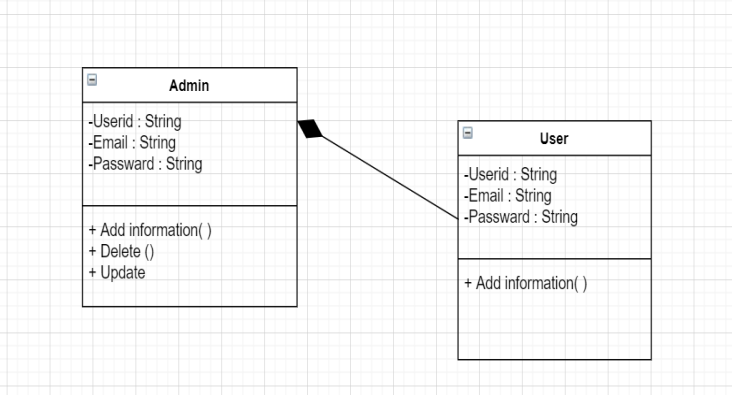 Admin
-Userid : String
-Email : String
-Passward : String
+ Add information( )
+ Delete ()
+ Update
User
-Userid : String
-Email : String
-Passward : String
+ Add information( )